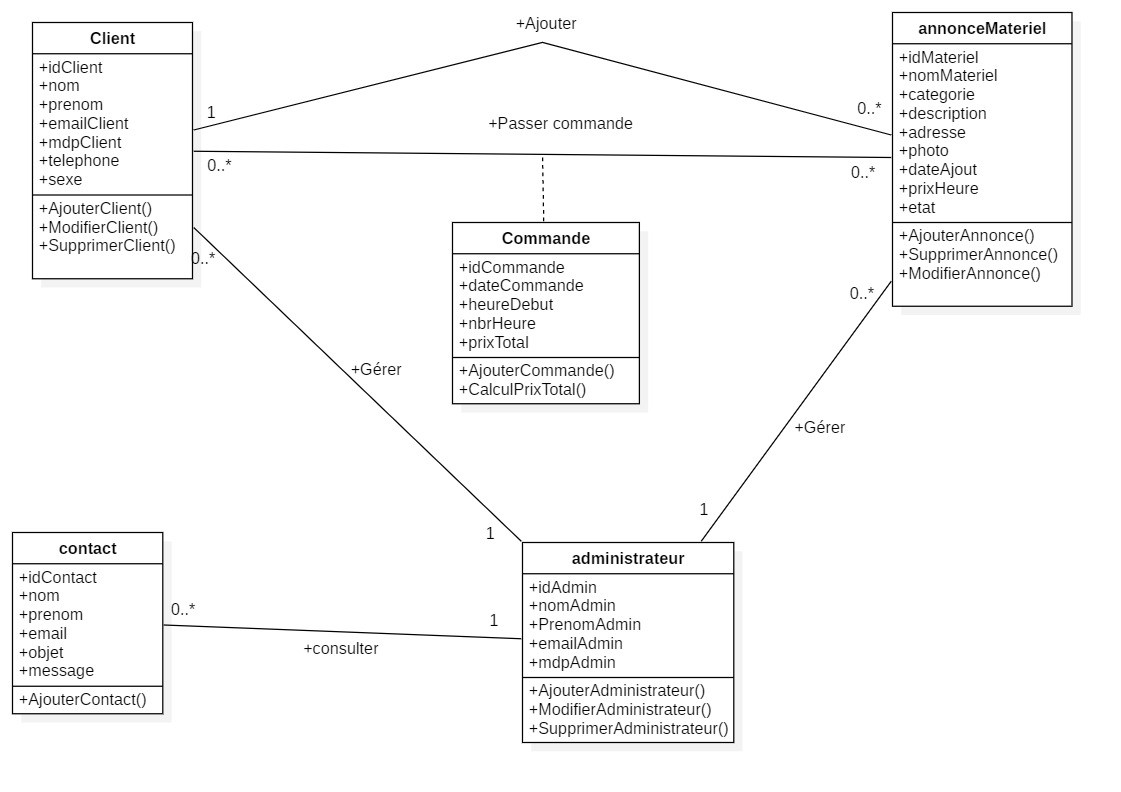 Client
+idClient
+nom
+prenom
+emailClient
+mdpClient
+telephone
+sexe
+AjouterClient()
+ModifierClient()
+SupprimerClient()
+Ajouter
1
0..*
+Passer commande
0..*
0..*
annonceMateriel
+idMateriel
+nomMateriel
+categorie
+description
+adresse
+photo
+dateAjout
+prixHeure
+etat
+AjouterAnnonce()
+SupprimerAnnonce()
+ModifierAnnonce()
Commande
+idCommande
+dateCommande
+heureDebut
+nbrHeure
+prixTotal
+AjouterCommande()
+CalculPrixTotal()
0..*
+Gérer
1
0..*
+Gérer
1
contact
+idContact
+nom
+prenom
+email
+objet
+message
+AjouterContact()
0..*
+consulter
1
administrateur
+idAdmin
+nomAdmin
+PrenomAdmin
+emailAdmin
+mdpAdmin
+AjouterAdministrateur()
+ModifierAdministrateur()
+SupprimerAdministrateur()